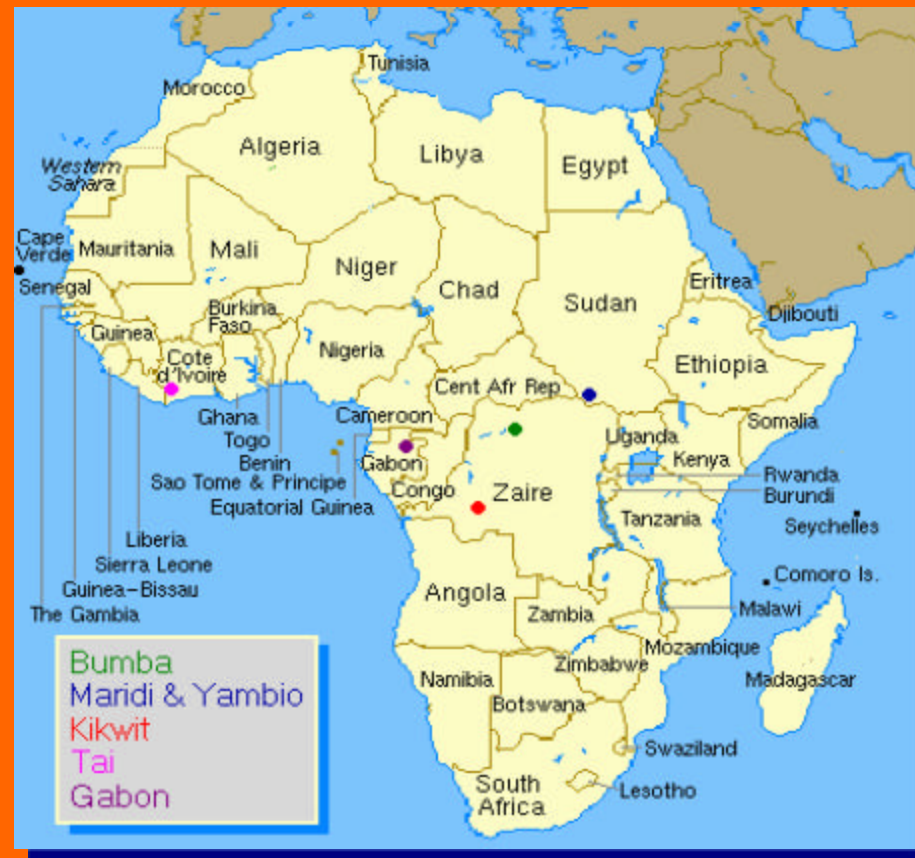 Tunisia
Morocco
Algeria
Libya
Egypt
Western
Sahara
Cape
Verde
Mauritania
Mali
Niger
Chad
Sudan
Eritrea
Senegal
Djibouti
Burkina
Faso
Guinea
Nigeria
Cote
d'Ivoire
Ethiopia
Cent Afr Rep
Ghana
Cameroon
Somalia
Togo
Uganda
Benin
Gabon
Kenya
Sao Tome & Principe
Rwanda
Congo
Zaire
Burundi
Equatorial Guinea
Tanzania
Seychelles
Liberia
Sierra Leone
Comoro Is.
Guinea-Bissau
Angola
Malawi
The Gambia
Zambia
Mozambique
Zimbabwe
Namibia
Madagascar
Botswana
Swaziland
South
Africa
Lesotho
Bumba
Maridi & Yambio
Kikwit
Tai
Gabon